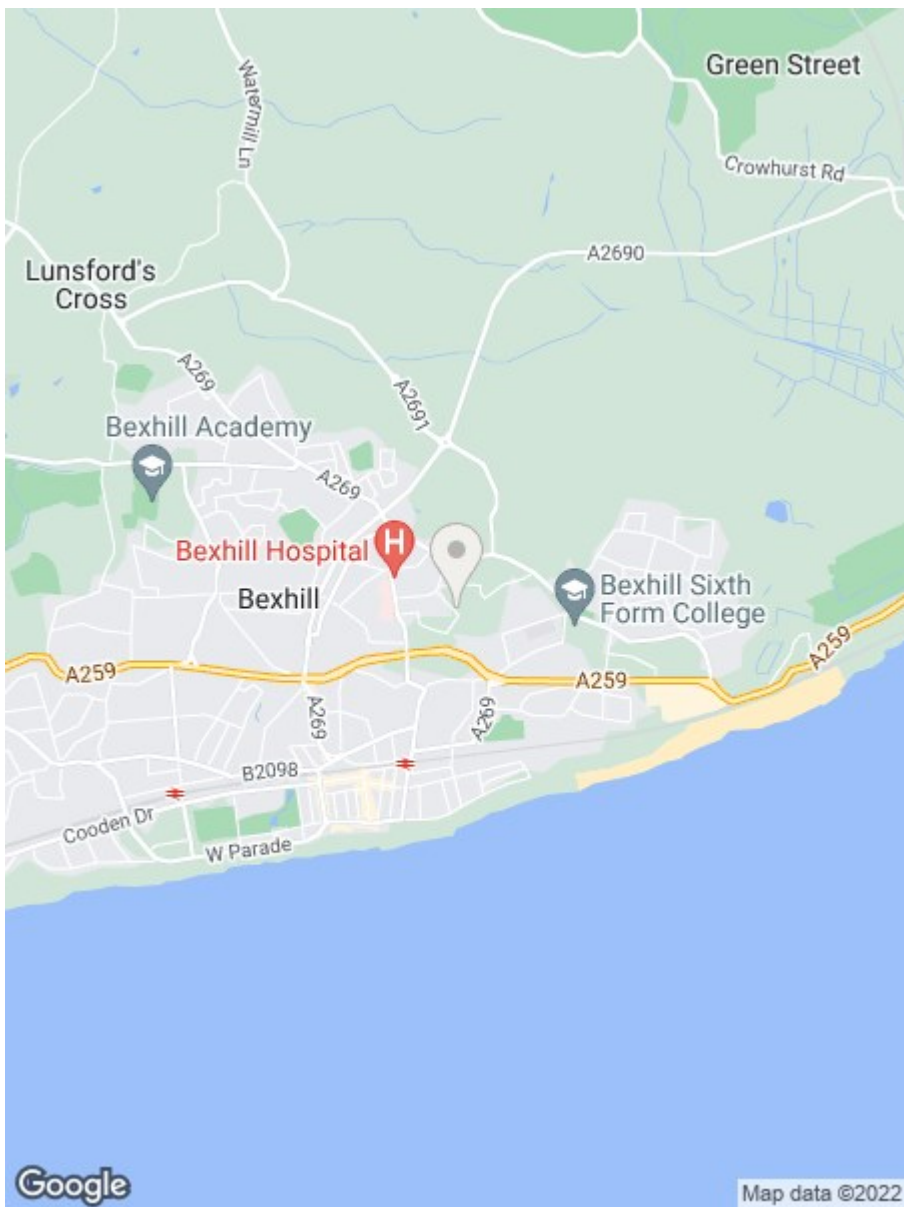 Green Street
Watermill Ln
Crowhurst Rd
A2690
Lunsford's
Cross
A269
A2691
Bexhill Academy
A269
H
Bexhill Hospital
Bexhill
Bexhill Sixth
Form College
A259
A259
A259
A269
A269
B2098
Cooden Dr
W Parade
Google
Map data ©2022